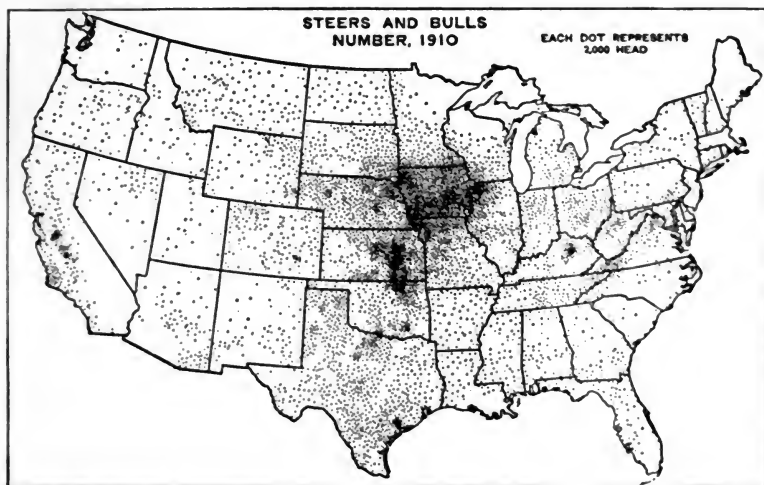 STEERS AND BULLS
NUMBER, 1910
EACH DOT REPRESENTS
2,000 HEAD